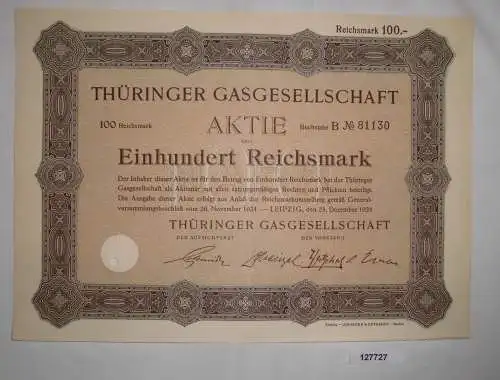 Reichsmark 100.-
THÜRINGER GASGESELLSCHAFT
100 Reichsmark AKTIE Buchstabe B № 81130
über
Einhundert Reichsmark
Der Inhaber dieser Aktie ist für den Betrag von Einhundert Reichsmark bei der Thüringer
Gasgesellschaft als Aktionär mit allen satzungsmäßigen Rechten und Pflichten beteiligt.
Die Ausgabe dieser Aktie erfolgt aus Anlaß der Reichsmarkumstellung gemäß General-
versammlungsbeschluß vom 26. November 1924 — LEIPZIG, den 23. Dezember
THÜRINGER GASGESELLSCHAFT
DER AUFSICHTSRAT DER VORSTAND
127727